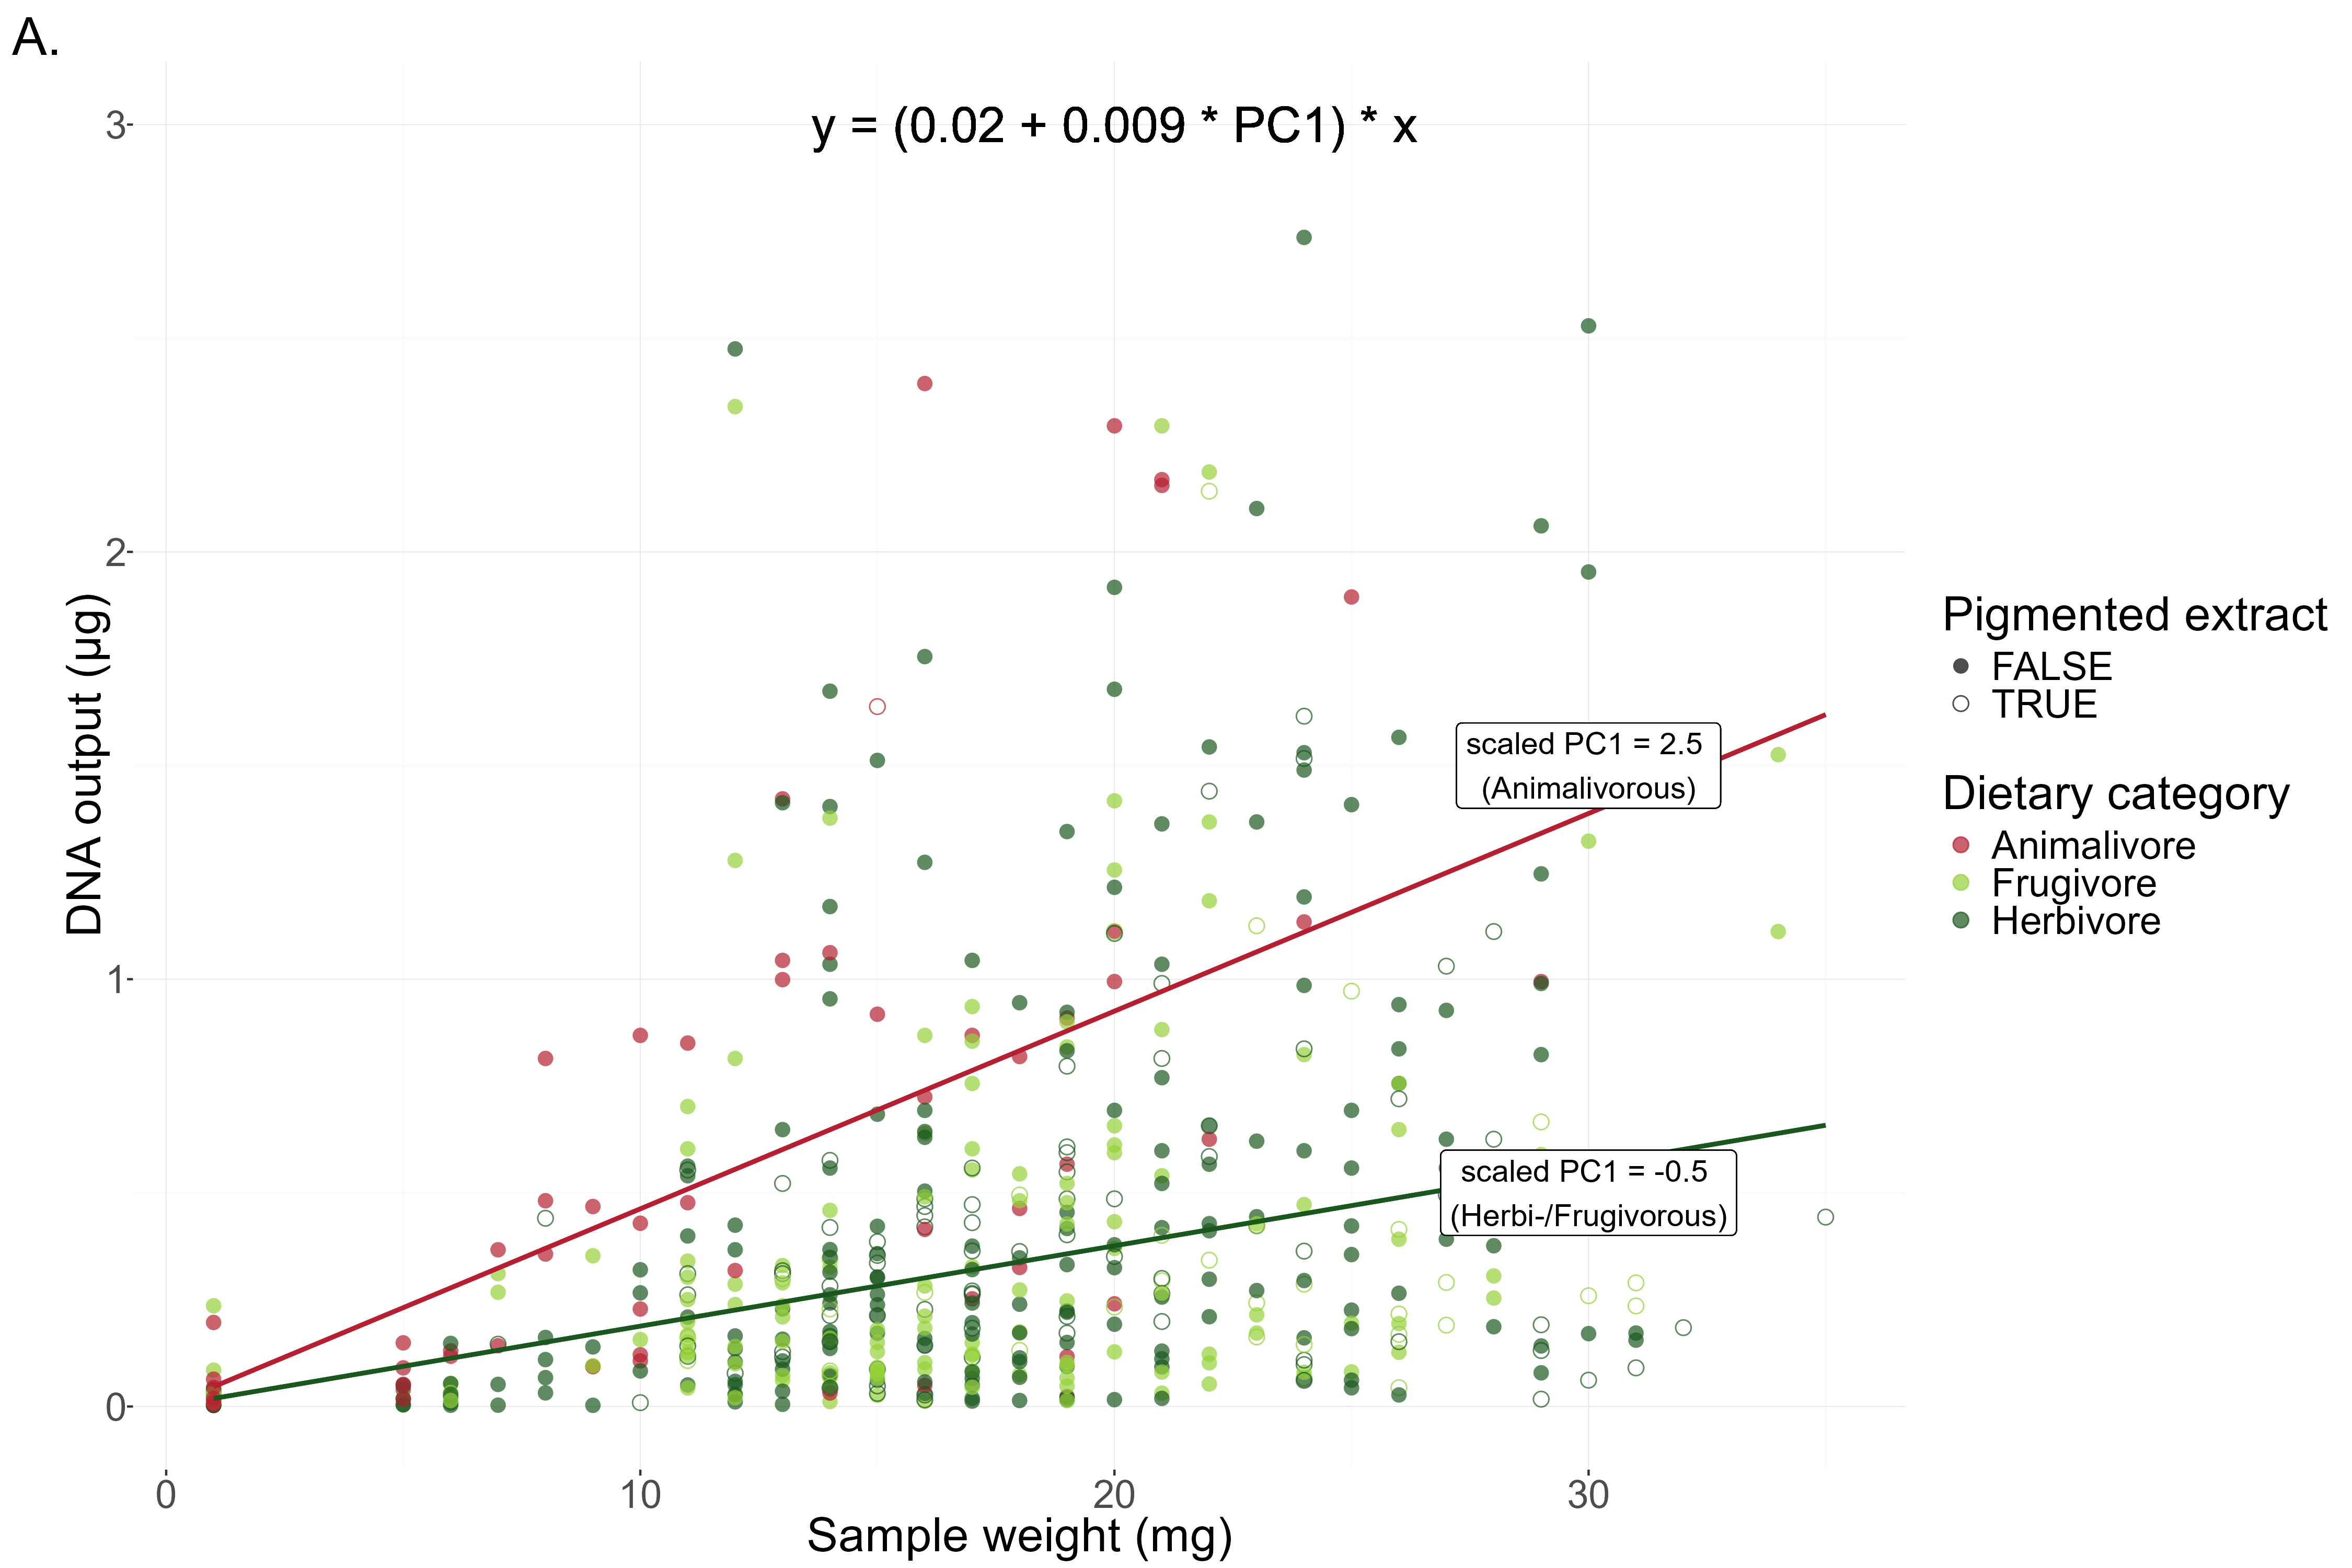 A.
y = (0.02 + 0.009 * PC1) * x
3
2
1
0
DNA output (µg)
scaled PC1 = 2.5
(Animalivorous)
scaled PC1 = -0.5
(Herbi-/Frugivorous)
0
10
20
30
Sample weight (mg)
Pigmented extract
FALSE
TRUE
Dietary category
Animalivore
Frugivore
Herbivore